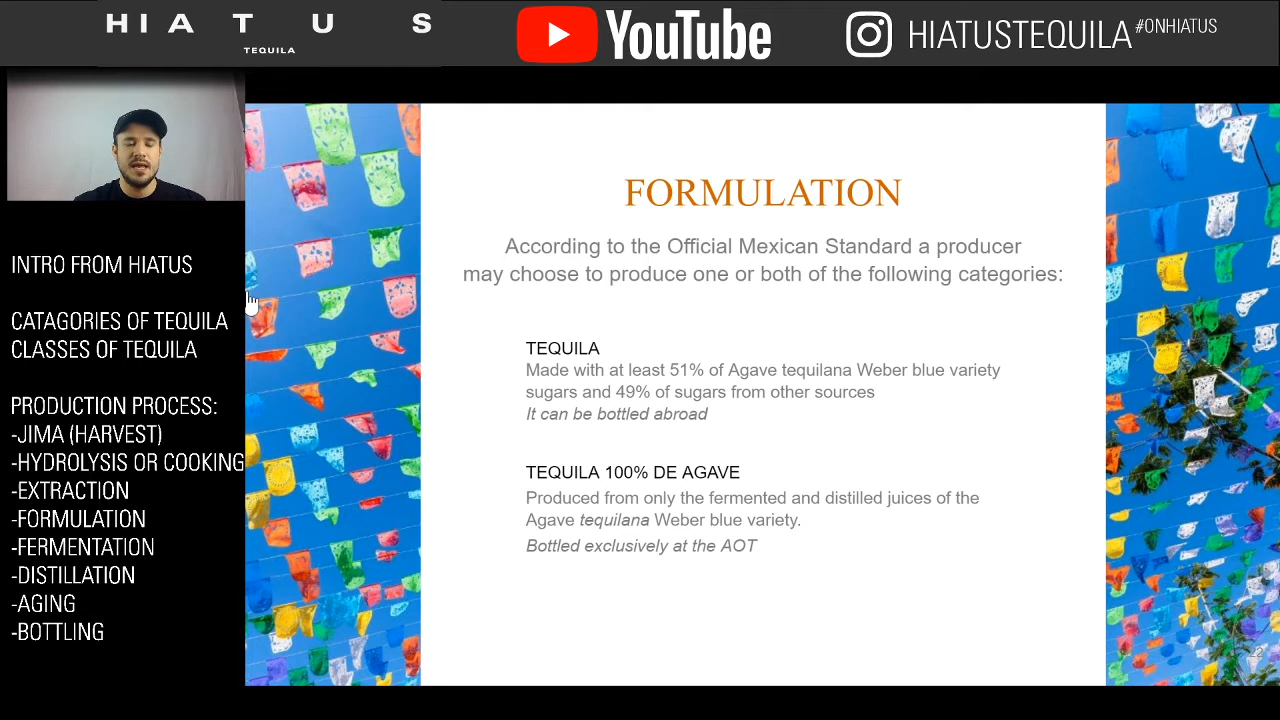 HIATUS
TEQUILA
YouTube
HIATUSTEQUILA #ONHIATUS
INTRO FROM HIATUS
CATAGORIES OF TEQUILA
CLASSES OF TEQUILA
PRODUCTION PROCESS:
-JIMA (HARVEST)
-HYDROLYSIS OR COOKING
-EXTRACTION
-FORMULATION
-FERMENTATION
-DISTILLATION
-AGING
-BOTTLING
FORMULATION
According to the Official Mexican Standard a producer
may choose to produce one or both of the following categories:
TEQUILA
Made with at least 51% of Agave tequilana Weber blue variety
sugars and 49% of sugars from other sources
It can be bottled abroad
TEQUILA 100% DE AGAVE
Produced from only the fermented and distilled juices of the
Agave tequilana Weber blue variety.
Bottled exclusively at the AOT